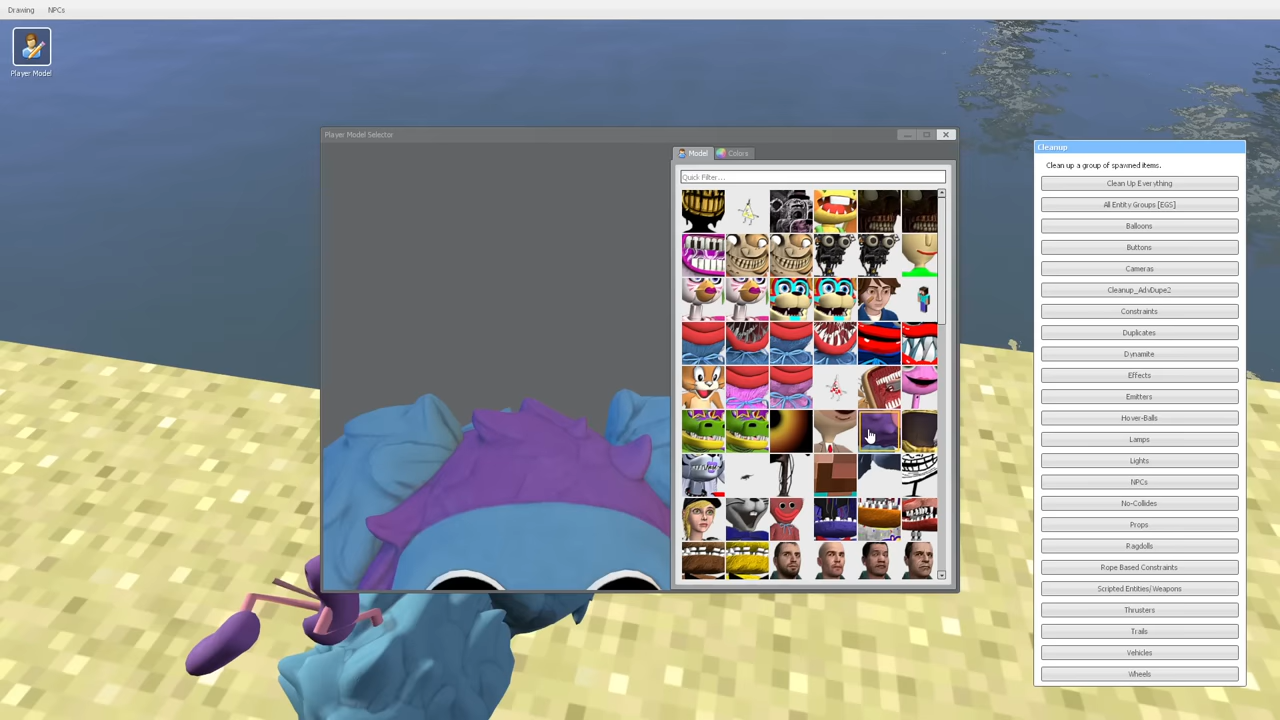 Drawing
NPCs
Player Model
Player Model Selector
Model
Colors
Quick Filter...
Cleanup
Clean up a group of spawned items.
Clean Up Everything
All Entity Groups [EGS]
Balloons
Buttons
Cameras
Cleanup_AdvDupe2
Constraints
Duplicates
Dynamite
Effects
Emitters
Hover-Balls
Lamps
Lights
NPCs
No-Collides
Props
Ragdolls
Rope Based Constraints
Scripted Entities/Weapons
Thrusters
Trails
Vehicles
Wheels